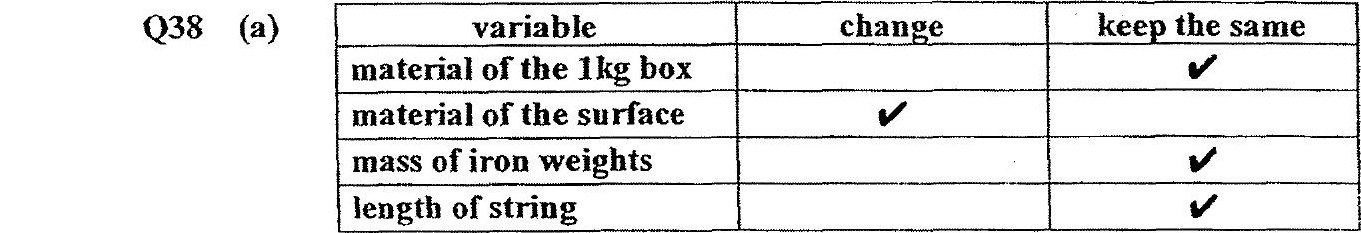 Q38 (a)
variable change keep the same
material of the 1kg box ✔
material of the surface ✔
mass of iron weights ✔
length of string ✔